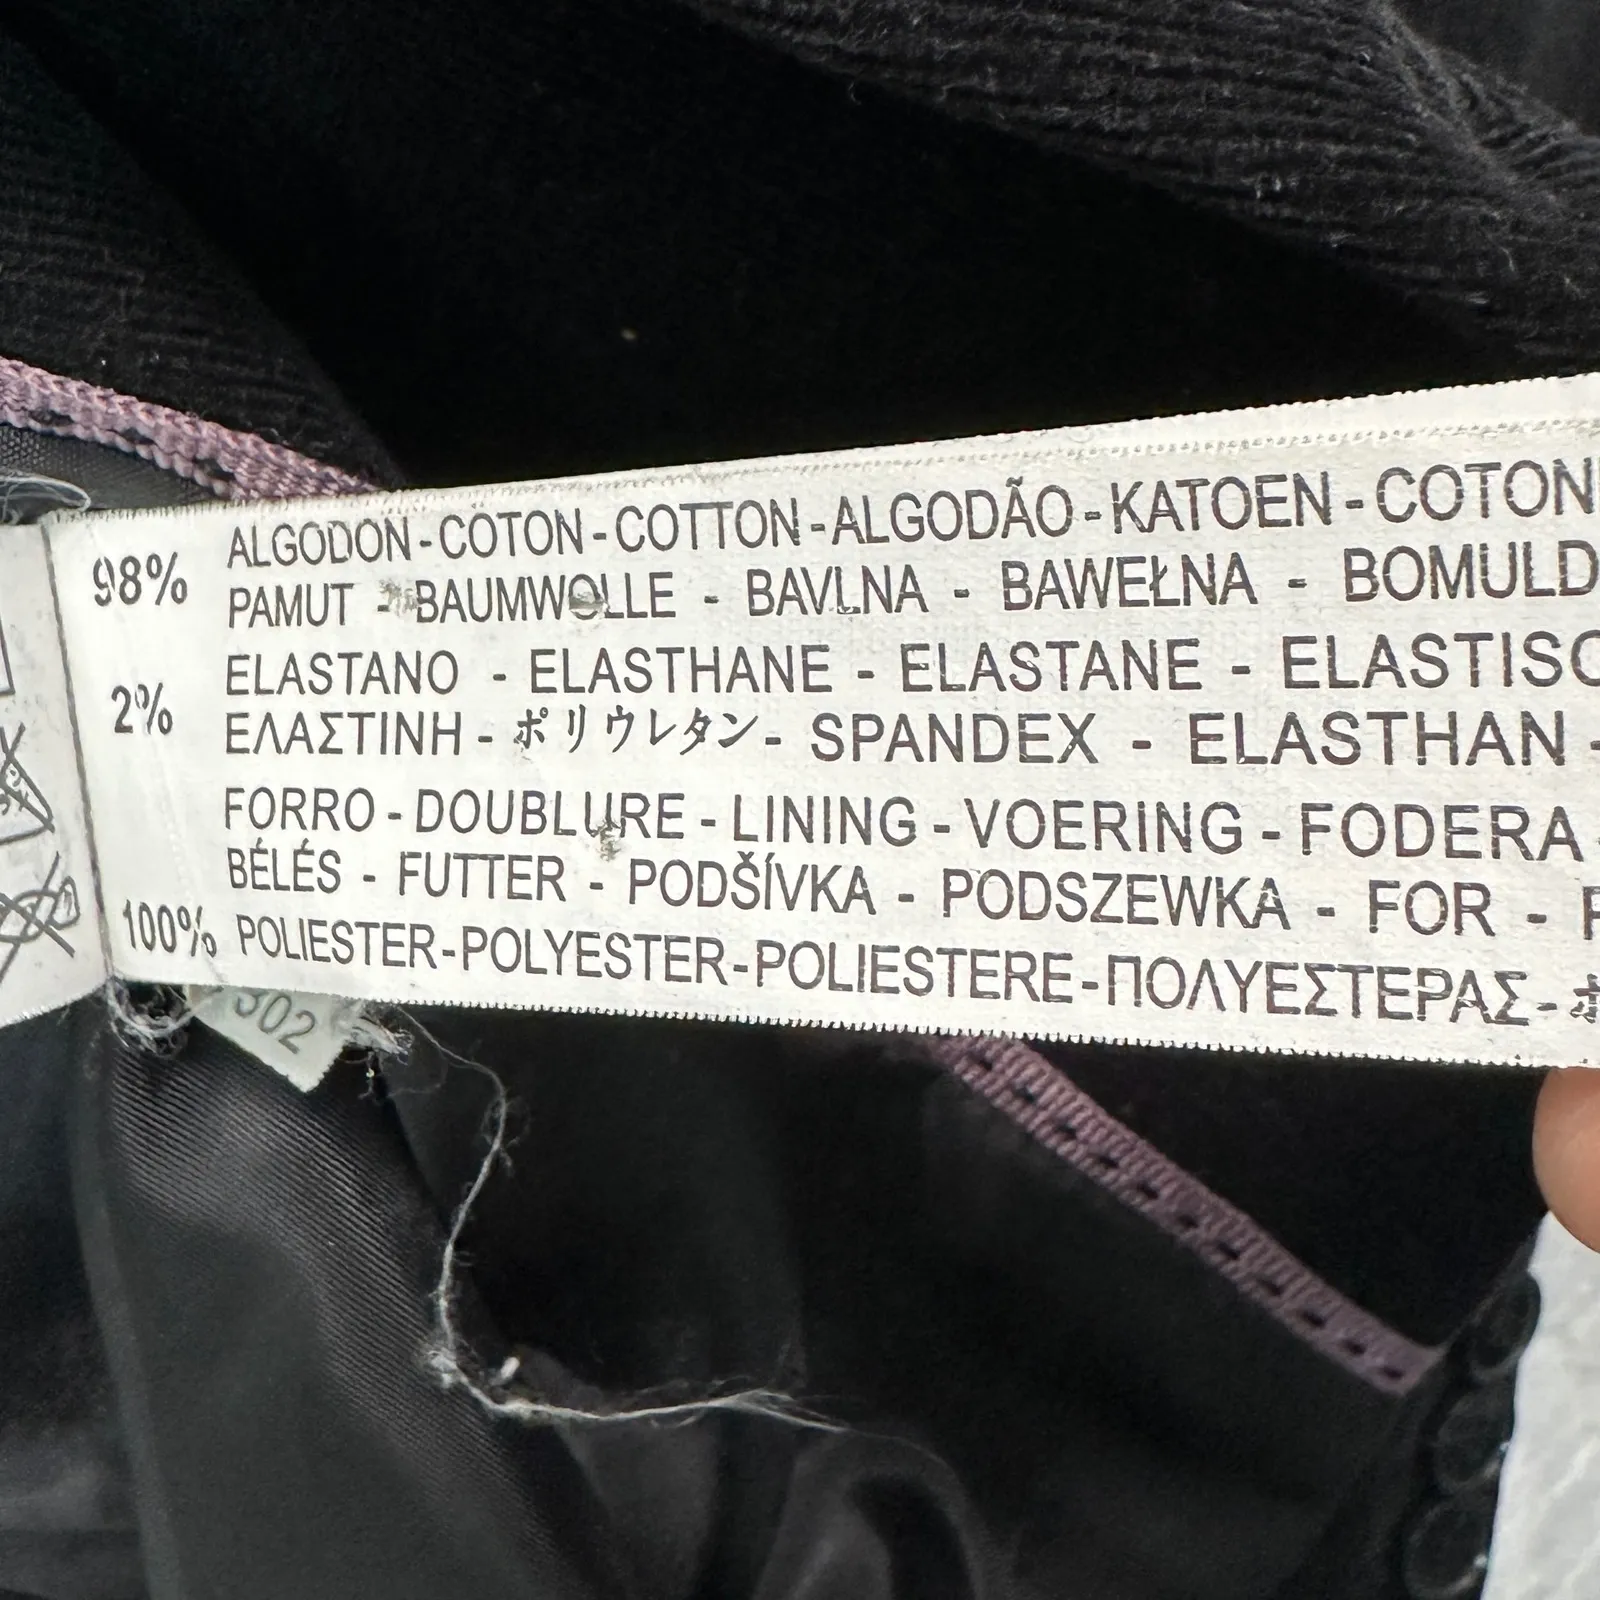 98% ALGODON - COTON - COTTON - ALGODÃO - KATOEN - COTON
PAMUT - BAUMWOLLE - BAVLNA - BAWEŁNA - BOMULD
2% ELASTANO - ELASTHANE - ELASTANE - ELASTISC
ΕΛΑΣΤΙΝΗ - ポリウレタン - SPANDEX - ELASTHAN -
FORRO - DOUBLURE - LINING - VOERING - FODERA -
BÉLÉS - FUTTER - PODŠÍVKA - PODSZEWKA - FOR -
100% POLIESTER - POLYESTER - POLIESTERE - ΠΟΛΥΕΣΤΕΡΑΣ - ポ
302